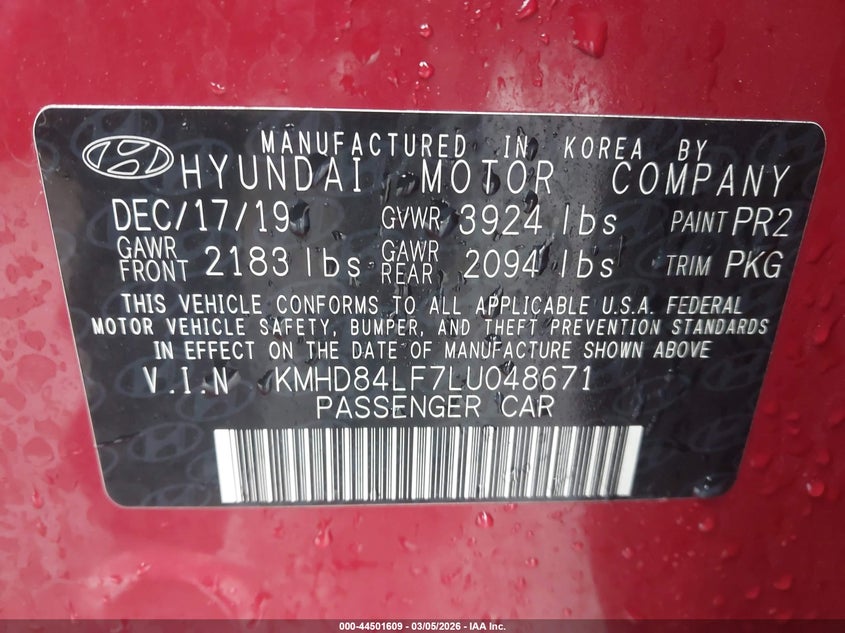 MANUFACTURED IN KOREA BY
HYUNDAI MOTOR COMPANY
DEC/17/19 GVWR 3924 lbs PAINT PR2
GAWR FRONT 2183 lbs GAWR REAR 2094 lbs TRIM PKG
THIS VEHICLE CONFORMS TO ALL APPLICABLE U.S.A. FEDERAL
MOTOR VEHICLE SAFETY, BUMPER, AND THEFT PREVENTION STANDARDS
IN EFFECT ON THE DATE OF MANUFACTURE SHOWN ABOVE
V.I.N KMHD84LF7LU048671
PASSENGER CAR
000-44501609 — 03/05/2026 — IAA Inc.